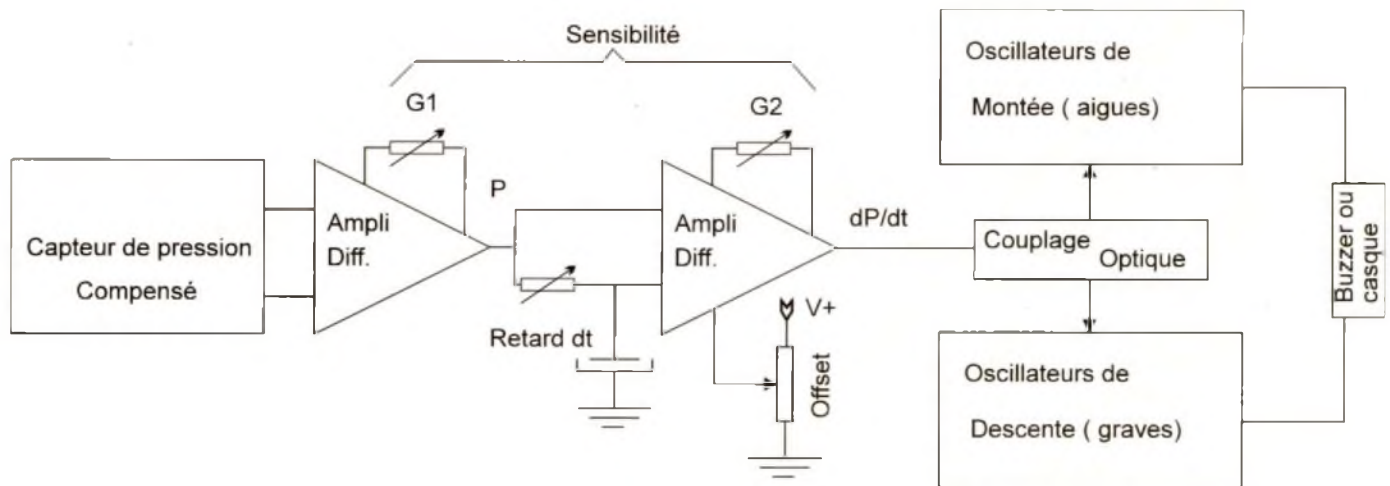 Sensibilité
G1
G2
Capteur de pression
Compensé
Ampli
Diff.
P
Retard dt
Ampli
Diff.
V+
Offset
dP/dt
Couplage
Optique
Oscillateurs de
Montée ( aigues)
Oscillateurs de
Descente ( graves)
Buzzer ou
casque